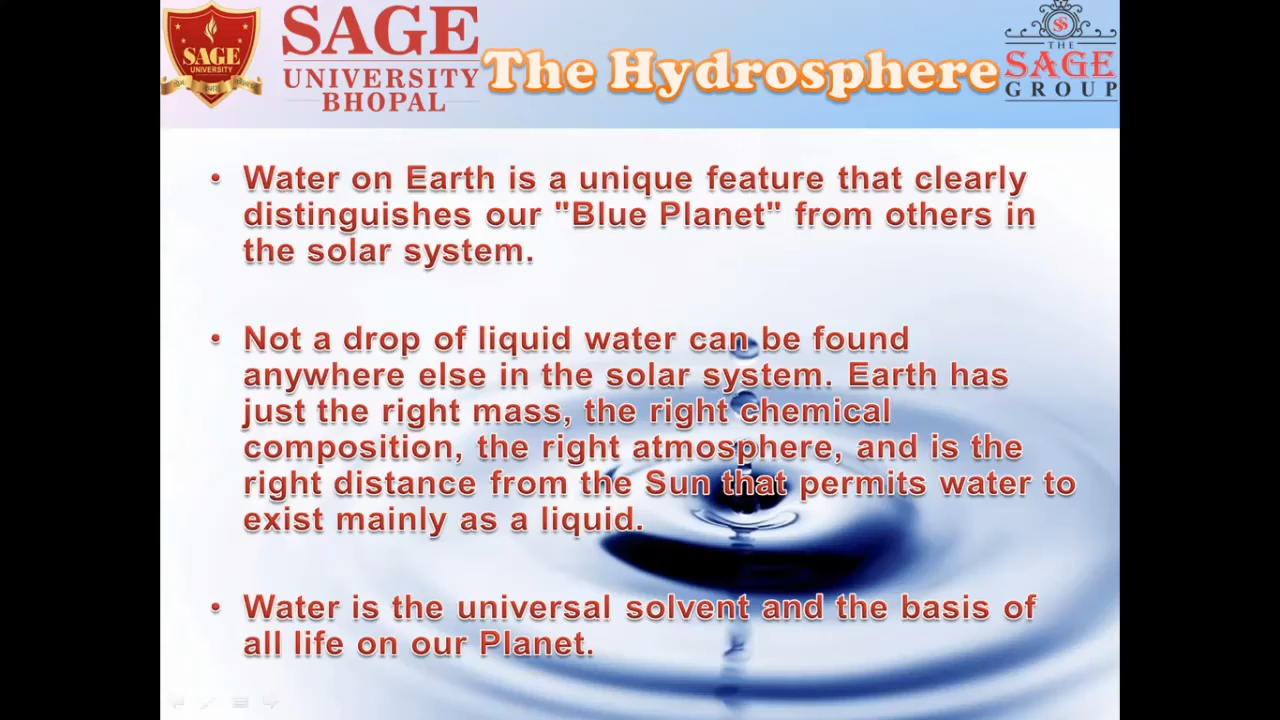 SAGE
UNIVERSITY
SAGE
UNIVERSITY
BHOPAL
The Hydrosphere
SS
THE
SAGE
GROUP
• Water on Earth is a unique feature that clearly
distinguishes our "Blue Planet" from others in
the solar system.
• Not a drop of liquid water can be found
anywhere else in the solar system. Earth has
just the right mass, the right chemical
composition, the right atmosphere, and is the
right distance from the Sun that permits water to
exist mainly as a liquid.
• Water is the universal solvent and the basis of
all life on our Planet.